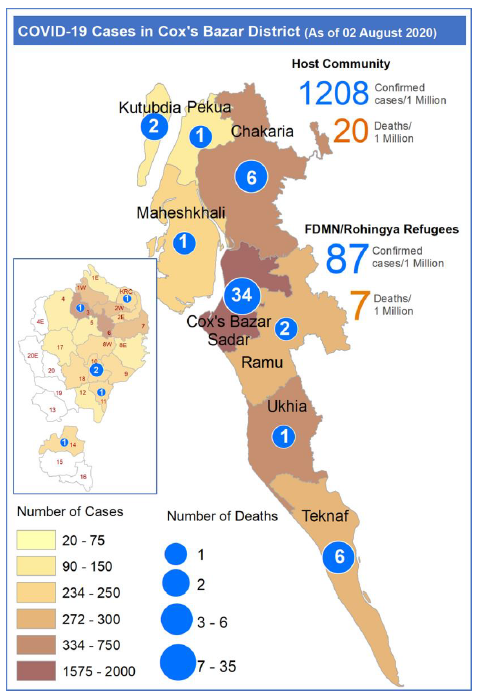 COVID-19 Cases in Cox's Bazar District (As of 02 August 2020)
Host Community
1208 Confirmed cases/1 Million
20 Deaths/ 1 Million
Kutubdia
Pekua
Chakaria
2
1
6
Maheshkhali
1
FDMN/Rohingya Refugees
87 Confirmed cases/1 Million
7 Deaths/ 1 Million
34
Cox's Bazar
Sadar
2
Ramu
Ukhia
1
Teknaf
6
1E
1W
KRC
4
1
3
2W
1
2E
4E
5
6
7
20E
17
8W
8E
20
2
18
9
19
12
1
11
13
1
14
15
16
Number of Cases
20 - 75
90 - 150
234 - 250
272 - 300
334 - 750
1575 - 2000
Number of Deaths
1
2
3 - 6
7 - 35